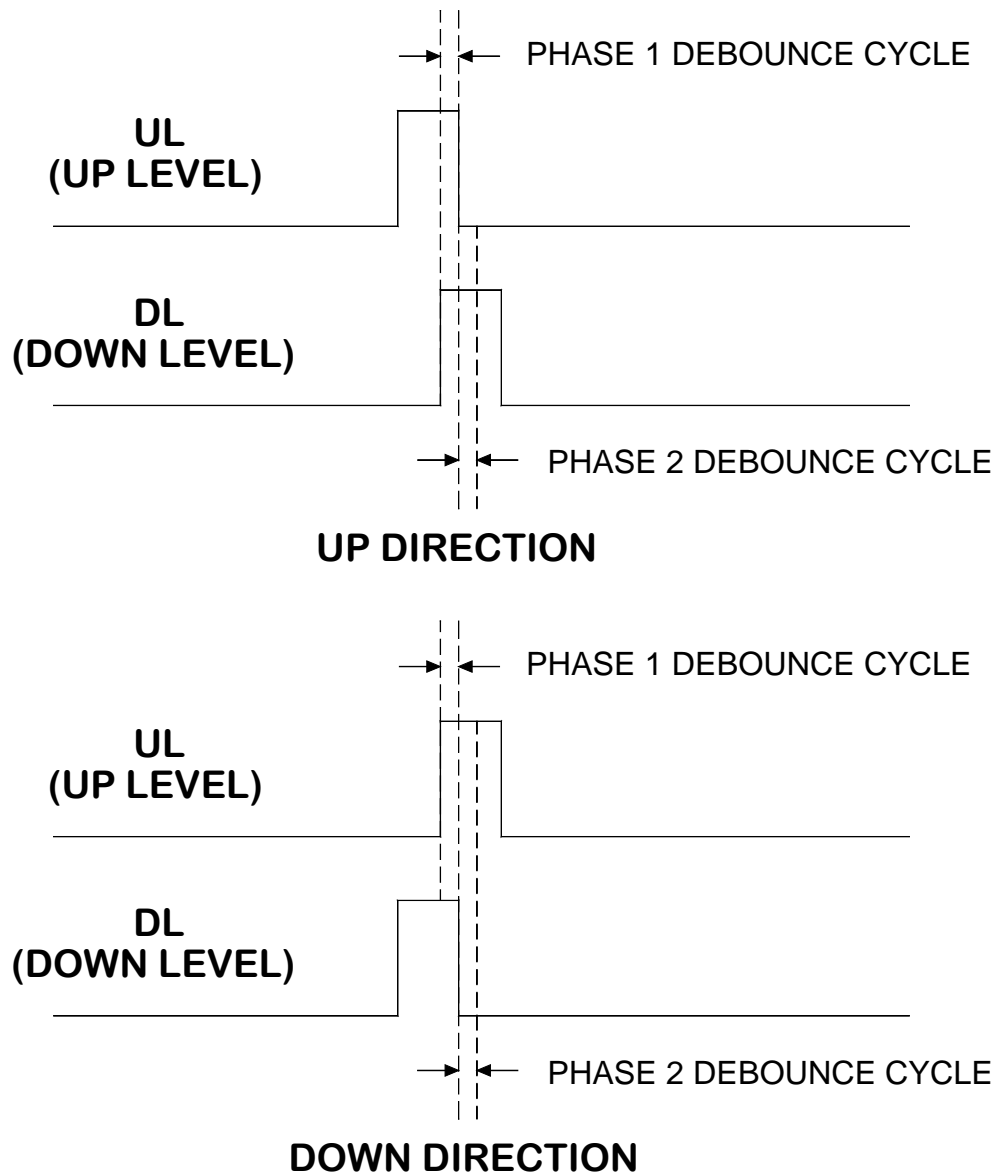 PHASE 1 DEBOUNCE CYCLE
UL
(UP LEVEL)
DL
(DOWN LEVEL)
PHASE 2 DEBOUNCE CYCLE
UP DIRECTION
PHASE 1 DEBOUNCE CYCLE
UL
(UP LEVEL)
DL
(DOWN LEVEL)
PHASE 2 DEBOUNCE CYCLE
DOWN DIRECTION